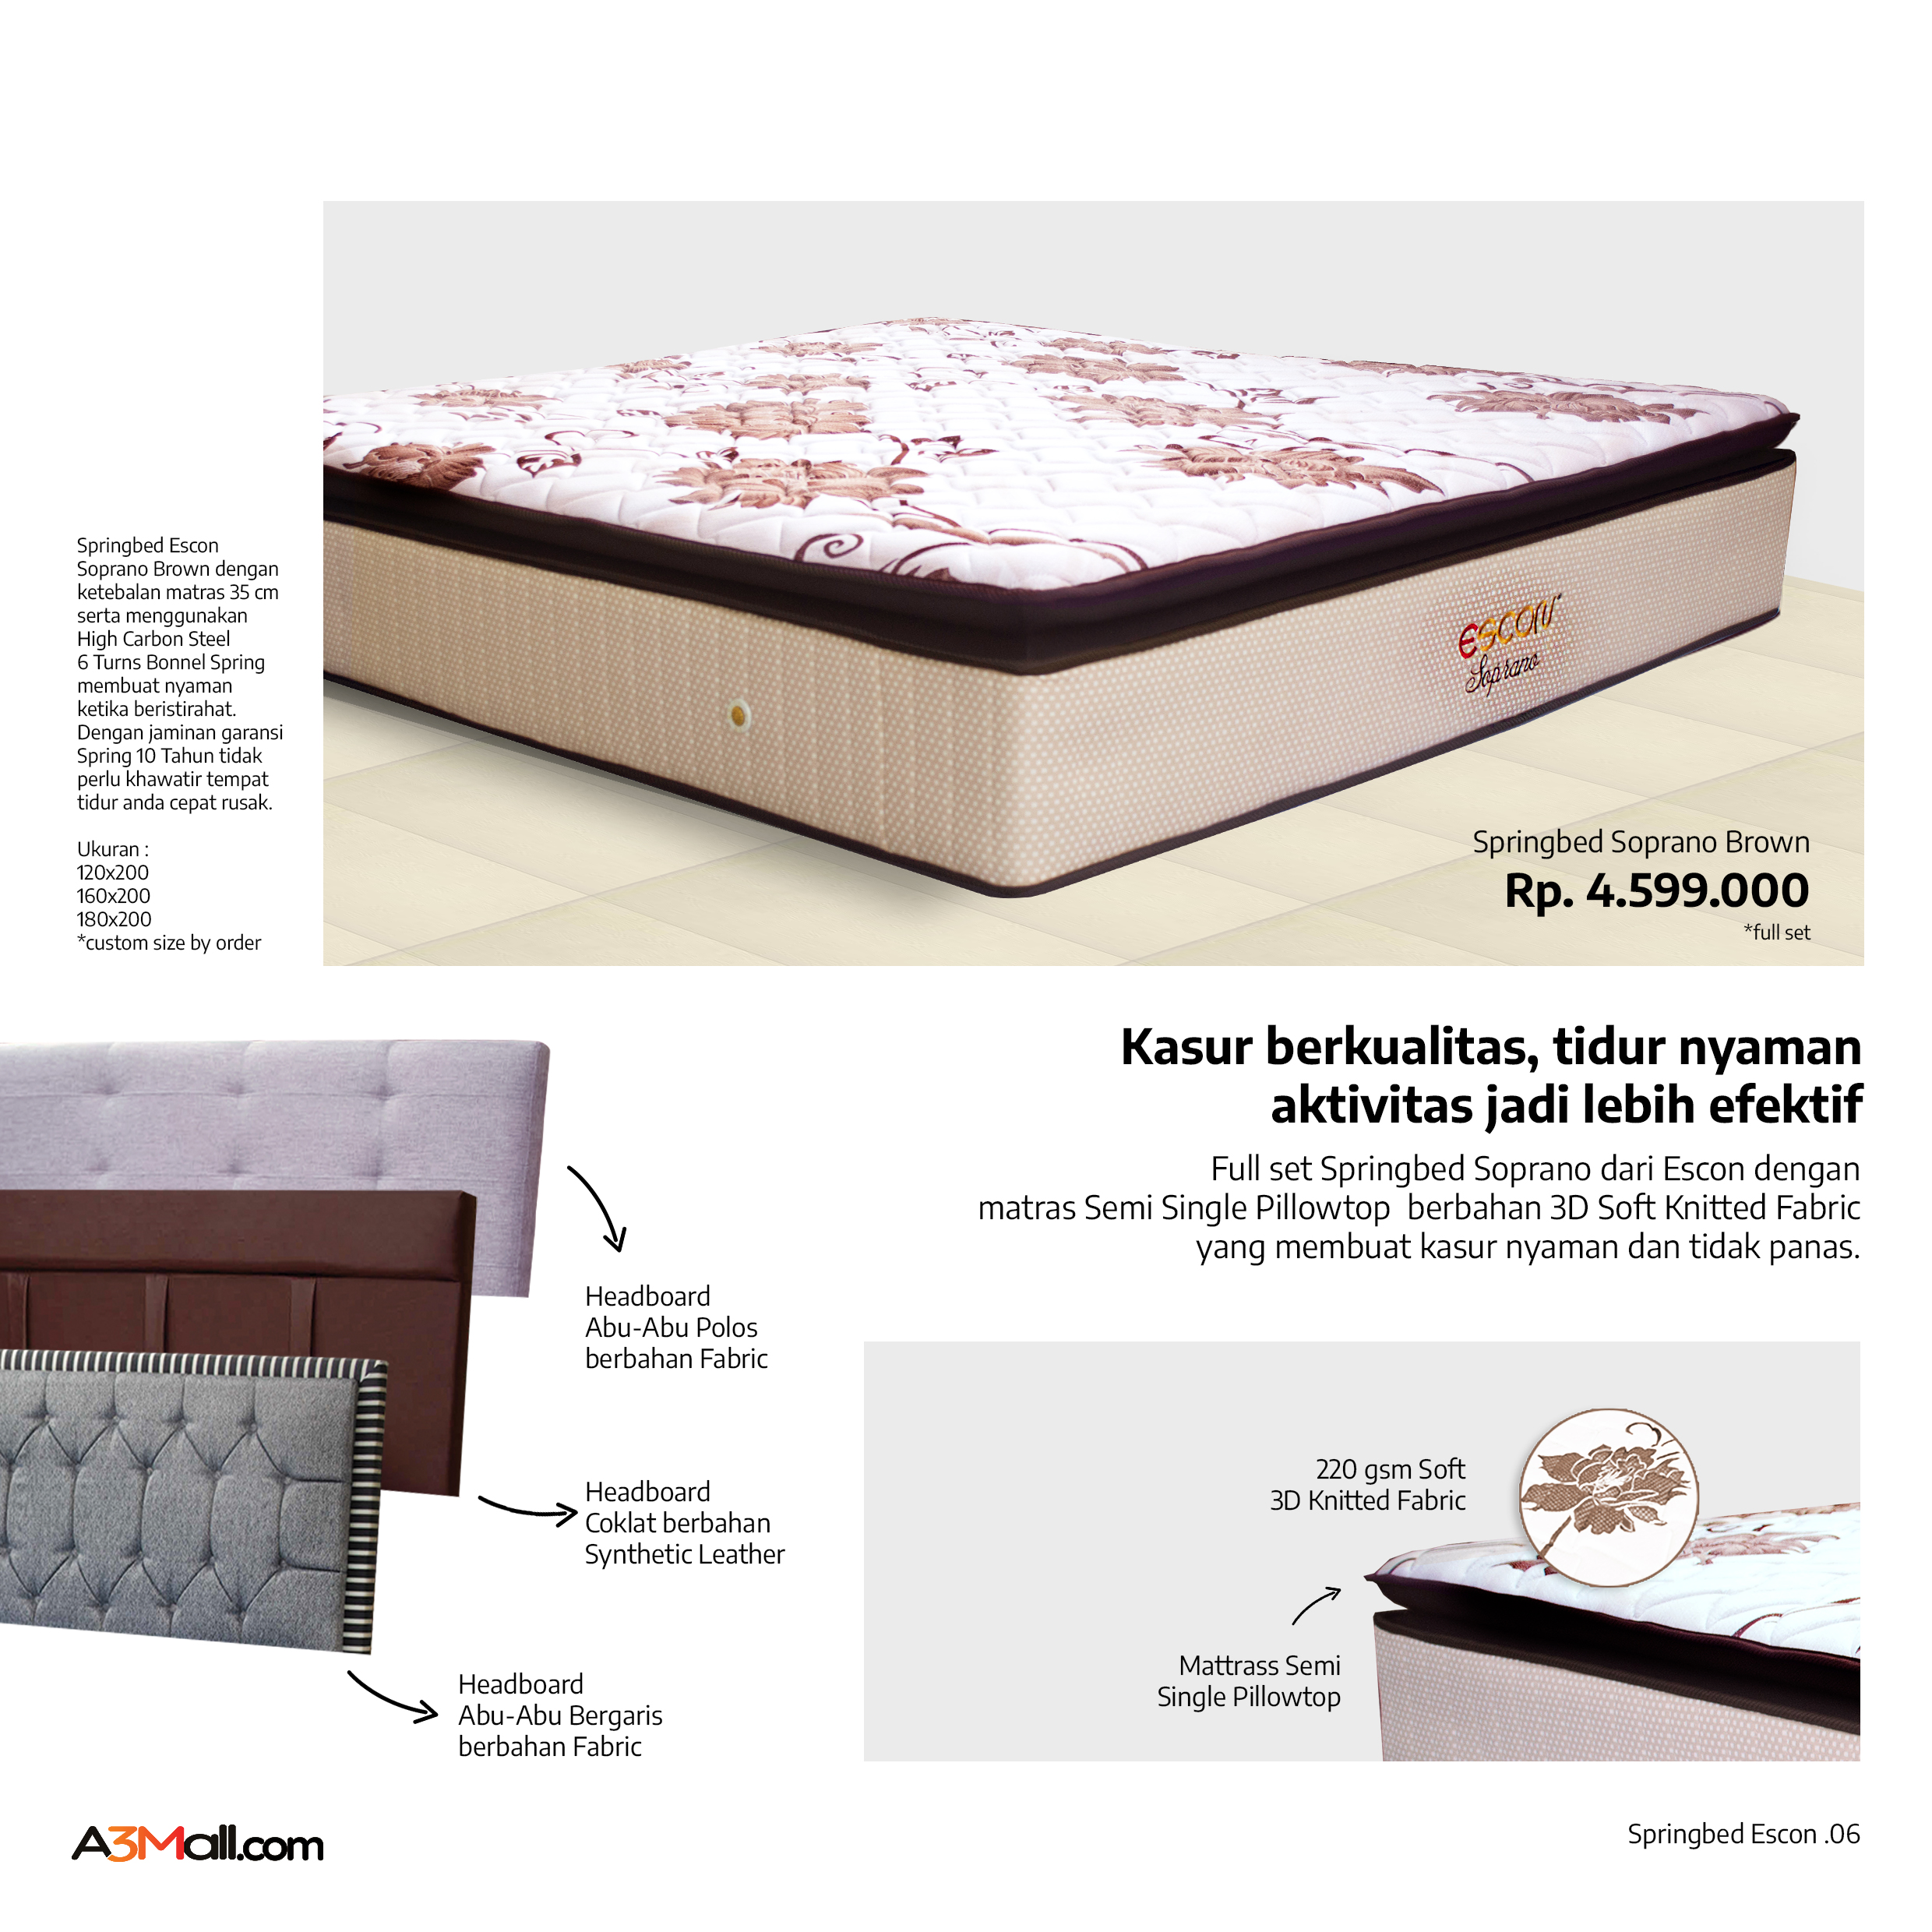 Springbed Escon
Soprano Brown dengan
ketebalan matras 35 cm
serta menggunakan
High Carbon Steel
6 Turns Bonnel Spring
membuat nyaman
ketika beristirahat.
Dengan jaminan garansi
Spring 10 Tahun tidak
perlu khawatir tempat
tidur anda cepat rusak.
Ukuran :
120x200
160x200
180x200
*custom size by order
escon
Soprano
Springbed Soprano Brown
Rp. 4.599.000
*full set
Kasur berkualitas, tidur nyaman
aktivitas jadi lebih efektif
Full set Springbed Soprano dari Escon dengan
matras Semi Single Pillowtop berbahan 3D Soft Knitted Fabric
yang membuat kasur nyaman dan tidak panas.
Headboard
Abu-Abu Polos
berbahan Fabric
Headboard
Coklat berbahan
Synthetic Leather
Headboard
Abu-Abu Bergaris
berbahan Fabric
220 gsm Soft
3D Knitted Fabric
Mattrass Semi
Single Pillowtop
A3Mall.com
Springbed Escon .06